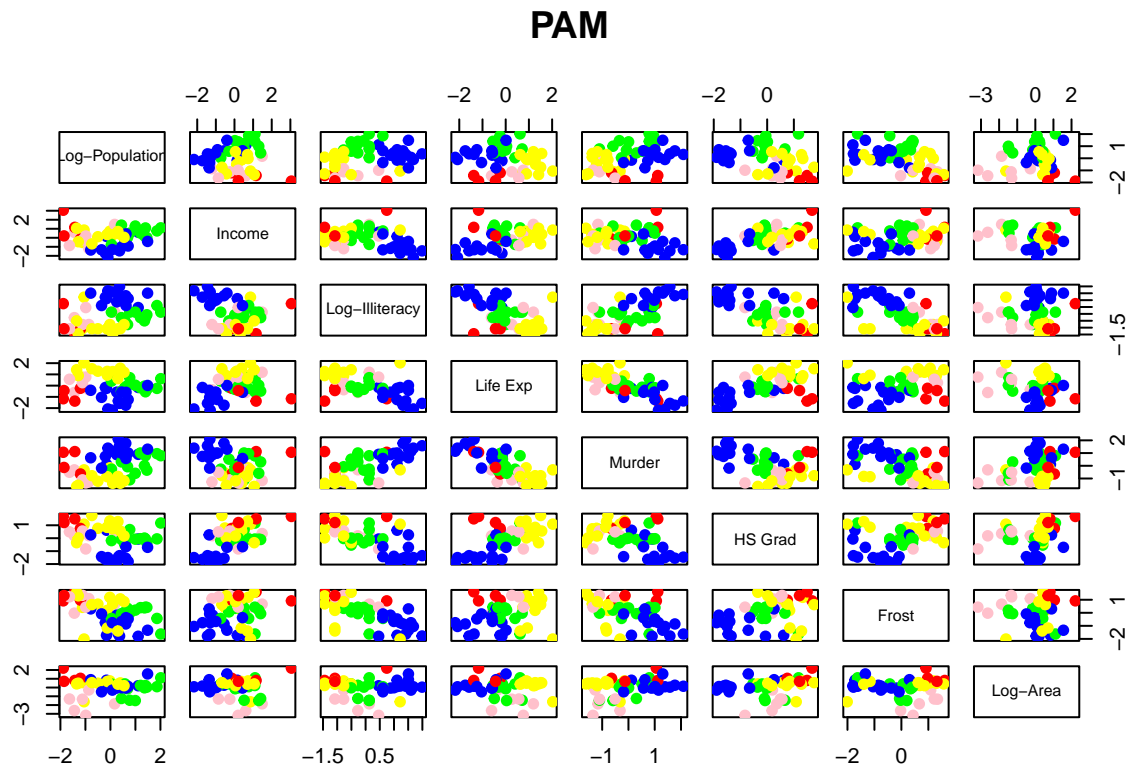 PAM
−2 0 2 −2 0 2 −2 0 −3 0 2
Log−Population 1 −2
2 −2 Income
Log−Illiteracy −1.5
2 −2 Life Exp
Murder 2 −1
1 −2 HS Grad
Frost 1 −2
2 −3 Log−Area
−2 0 2 −1.5 0.5 −1 1 −2 0